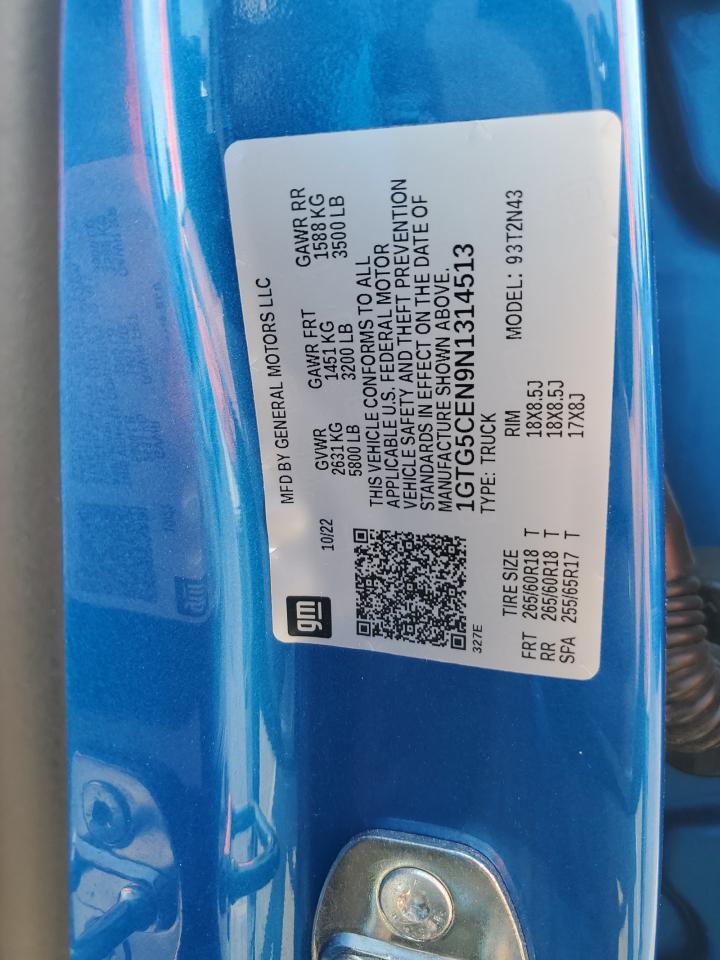 gm
MFD BY GENERAL MOTORS LLC
10/22
GVWR GAWR FRT GAWR RR
2631 KG 1451 KG 1588 KG
5800 LB 3200 LB 3500 LB
THIS VEHICLE CONFORMS TO ALL
APPLICABLE U.S. FEDERAL MOTOR
VEHICLE SAFETY AND THEFT PREVENTION
STANDARDS IN EFFECT ON THE DATE OF
MANUFACTURE SHOWN ABOVE.
1GTG5CEN9N1314513
327E
TYPE: TRUCK MODEL: 93T2N43
TIRE SIZE RIM
FRT 265/60R18 T 18X8.5J
RR 265/60R18 T 18X8.5J
SPA 255/65R17 T 17X8J